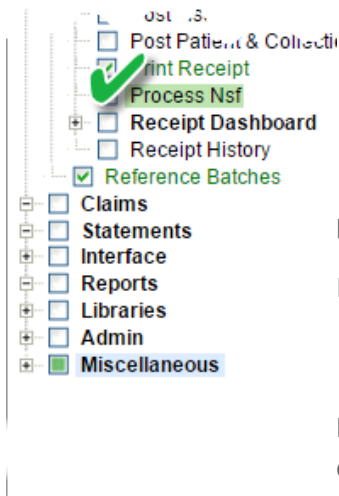 Post Patient & Collectio
Print Receipt
Process Nsf
Receipt Dashboard
Receipt History
Reference Batches
Claims
Statements
Interface
Reports
Libraries
Admin
Miscellaneous